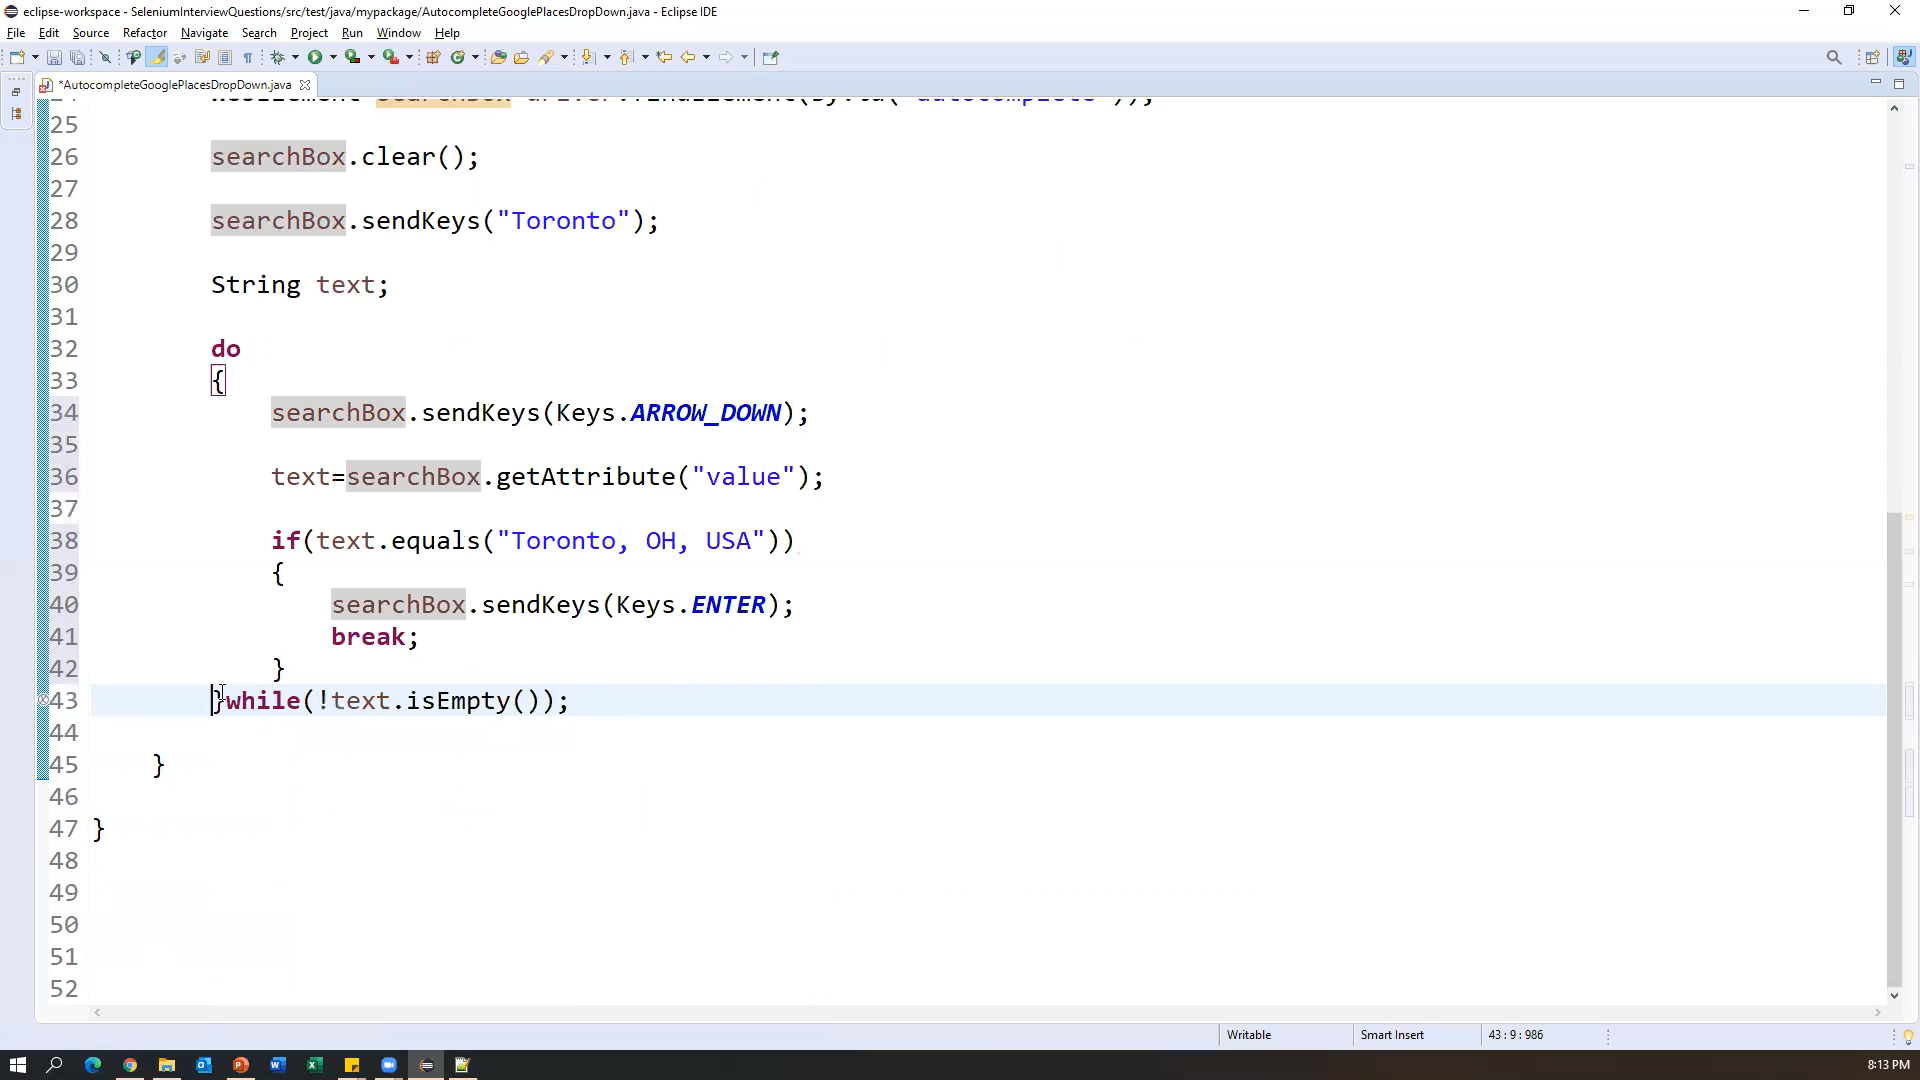 eclipse-workspace - SeleniumInterviewQuestions/src/test/java/mypackage/AutocompleteGooglePlacesDropDown.java - Eclipse IDE
File Edit Source Refactor Navigate Search Project Run Window Help
*AutocompleteGooglePlacesDropDown.java
25
26 searchBox.clear();
27
28 searchBox.sendKeys("Toronto");
29
30 String text;
31
32 do
33 {
34 searchBox.sendKeys(Keys.ARROW_DOWN);
35
36 text=searchBox.getAttribute("value");
37
38 if(text.equals("Toronto, OH, USA"))
39 {
40 searchBox.sendKeys(Keys.ENTER);
41 break;
42 }
43 }while(!text.isEmpty());
44
45 }
46
47 }
48
49
50
51
52
Writable Smart Insert 43 : 9 : 986
8:13 PM